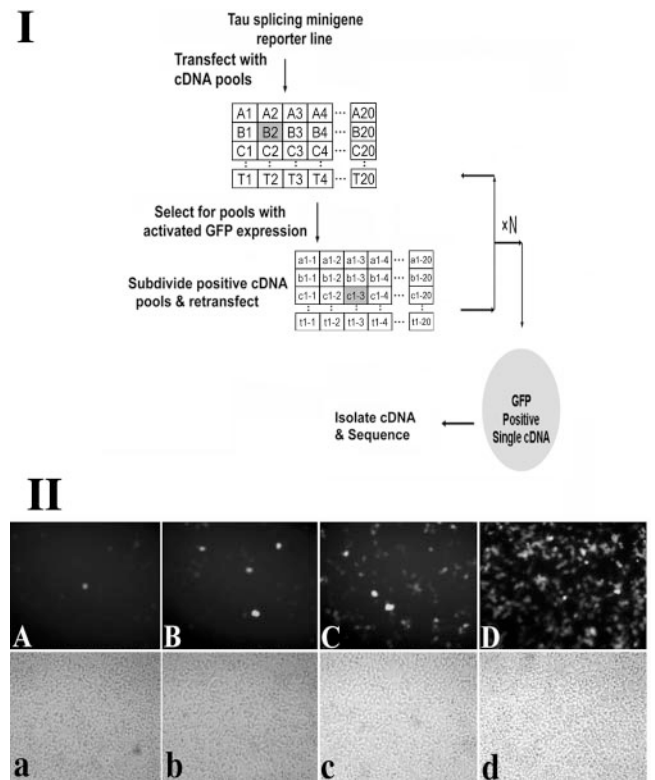 I
Tau splicing minigene
reporter line
Transfect with
cDNA pools
A1 A2 A3 A4 ··· A20
B1 B2 B3 B4 ··· B20
C1 C2 C3 C4 ··· C20
T1 T2 T3 T4 ··· T20
Select for pools with
activated GFP expression
×N
Subdivide positive cDNA
pools & retransfect
a1-1 a1-2 a1-3 a1-4 ··· a1-20
b1-1 b1-2 b1-3 b1-4 ··· b1-20
c1-1 c1-2 c1-3 c1-4 ··· c1-20
t1-1 t1-2 t1-3 t1-4 ··· t1-20
GFP
Positive
Single cDNA
Isolate cDNA
& Sequence
II
A B C D
a b c d